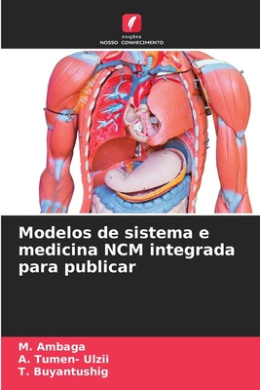 edições
NOSSO CONHECIMENTO
Modelos de sistema e
medicina NCM integrada
para publicar
M. Ambaga
A. Tumen- Ulzii
T. Buyantushig